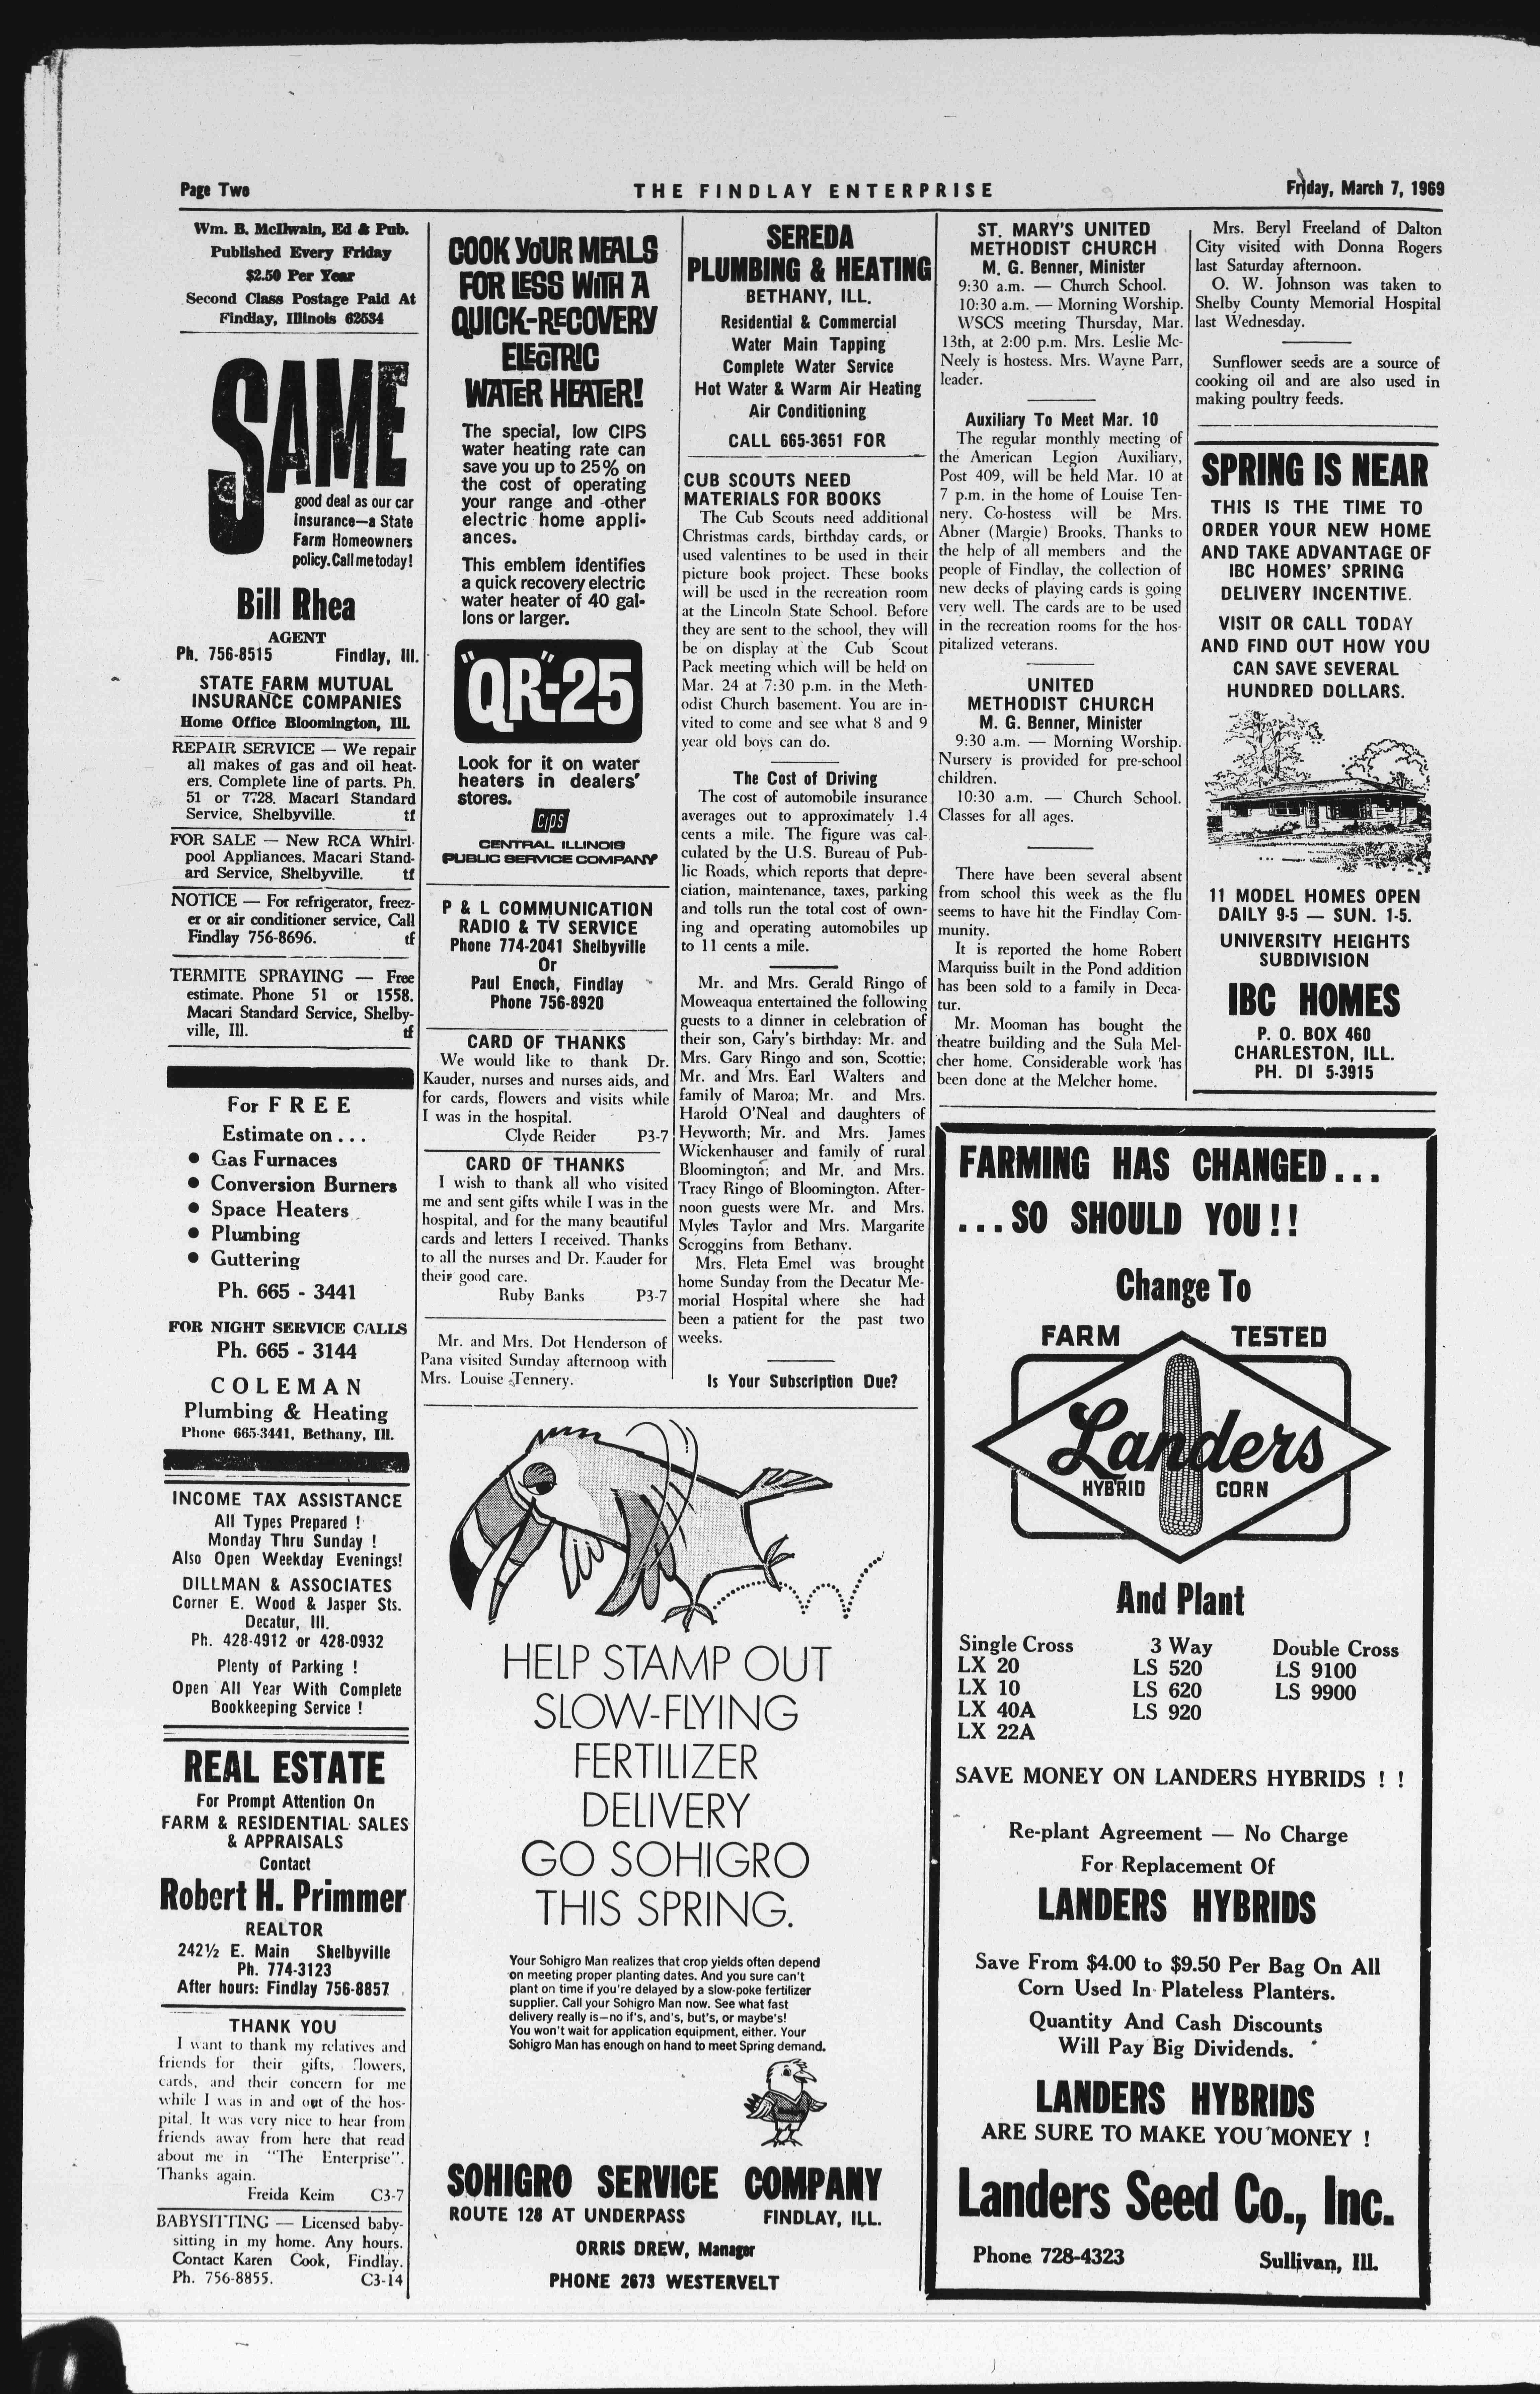 Page Two
THE FINDLAY ENTERPRISE
Friday, March 7, 1969
Wm. B. McIlwain, Ed & Pub.
Published Every Friday
$2.50 Per Year
Second Class Postage Paid At
Findlay, Illinois 62534
SAME
good deal as our car
insurance—a State
Farm Homeowners
policy. Call me today!
Bill Rhea
AGENT
Ph. 756-8515 Findlay, Ill.
STATE FARM MUTUAL
INSURANCE COMPANIES
Home Office Bloomington, Ill.
REPAIR SERVICE — We repair
all makes of gas and oil heat-
ers. Complete line of parts. Ph.
51 or 7728. Macari Standard
Service, Shelbyville. tf
FOR SALE — New RCA Whirl-
pool Appliances. Macari Stand-
ard Service, Shelbyville. tf
NOTICE — For refrigerator, freez-
er or air conditioner service, Call
Findlay 756-8696. tf
TERMITE SPRAYING — Free
estimate. Phone 51 or 1558.
Macari Standard Service, Shelby-
ville, Ill. tf
For FREE
Estimate on . . .
● Gas Furnaces
● Conversion Burners
● Space Heaters
● Plumbing
● Guttering
Ph. 665 - 3441
FOR NIGHT SERVICE CALLS
Ph. 665 - 3144
COLEMAN
Plumbing & Heating
Phone 665-3441, Bethany, Ill.
INCOME TAX ASSISTANCE
All Types Prepared !
Monday Thru Sunday !
Also Open Weekday Evenings!
DILLMAN & ASSOCIATES
Corner E. Wood & Jasper Sts.
Decatur, Ill.
Ph. 428-4912 or 428-0932
Plenty of Parking !
Open All Year With Complete
Bookkeeping Service !
REAL ESTATE
For Prompt Attention On
FARM & RESIDENTIAL SALES
& APPRAISALS
Contact
Robert H. Primmer
REALTOR
242½ E. Main Shelbyville
Ph. 774-3123
After hours: Findlay 756-8857
THANK YOU
I want to thank my relatives and
friends for their gifts, flowers,
cards, and their concern for me
while I was in and out of the hos-
pital. It was very nice to hear from
friends away from here that read
about me in "The Enterprise".
Thanks again.
Freida Keim C3-7
BABYSITTING — Licensed baby-
sitting in my home. Any hours.
Contact Karen Cook, Findlay.
Ph. 756-8855. C3-14
COOK YOUR MEALS
FOR LESS WITH A
QUICK-RECOVERY
ELECTRIC
WATER HEATER!
The special, low CIPS
water heating rate can
save you up to 25% on
the cost of operating
your range and other
electric home appli-
ances.
This emblem identifies
a quick recovery electric
water heater of 40 gal-
lons or larger.
"QR"-25
Look for it on water
heaters in dealers'
stores.
CIPS
CENTRAL ILLINOIS
PUBLIC SERVICE COMPANY
P & L COMMUNICATION
RADIO & TV SERVICE
Phone 774-2041 Shelbyville
Or
Paul Enoch, Findlay
Phone 756-8920
CARD OF THANKS
We would like to thank Dr.
Kauder, nurses and nurses aids, and
for cards, flowers and visits while
I was in the hospital.
Clyde Reider P3-7
CARD OF THANKS
I wish to thank all who visited
me and sent gifts while I was in the
hospital, and for the many beautiful
cards and letters I received. Thanks
to all the nurses and Dr. Kauder for
their good care.
Ruby Banks P3-7
Mr. and Mrs. Dot Henderson of
Pana visited Sunday afternoon with
Mrs. Louise Tennery.
SEREDA
PLUMBING & HEATING
BETHANY, ILL.
Residential & Commercial
Water Main Tapping
Complete Water Service
Hot Water & Warm Air Heating
Air Conditioning
CALL 665-3651 FOR
CUB SCOUTS NEED
MATERIALS FOR BOOKS
The Cub Scouts need additional
Christmas cards, birthday cards, or
used valentines to be used in their
picture book project. These books
will be used in the recreation room
at the Lincoln State School. Before
they are sent to the school, they will
be on display at the Cub Scout
Pack meeting which will be held on
Mar. 24 at 7:30 p.m. in the Meth-
odist Church basement. You are in-
vited to come and see what 8 and 9
year old boys can do.
The Cost of Driving
The cost of automobile insurance
averages out to approximately 1.4
cents a mile. The figure was cal-
culated by the U.S. Bureau of Pub-
lic Roads, which reports that depre-
ciation, maintenance, taxes, parking
and tolls run the total cost of own-
ing and operating automobiles up
to 11 cents a mile.
Mr. and Mrs. Gerald Ringo of
Moweaqua entertained the following
guests to a dinner in celebration of
their son, Gary's birthday: Mr. and
Mrs. Gary Ringo and son, Scottie;
Mr. and Mrs. Earl Walters and
family of Maroa; Mr. and Mrs.
Harold O'Neal and daughters of
Heyworth; Mr. and Mrs. James
Wickenhauser and family of rural
Bloomington; and Mr. and Mrs.
Tracy Ringo of Bloomington. After-
noon guests were Mr. and Mrs.
Myles Taylor and Mrs. Margarite
Scroggins from Bethany.
Mrs. Fleta Emel was brought
home Sunday from the Decatur Me-
morial Hospital where she had
been a patient for the past two
weeks.
Is Your Subscription Due?
HELP STAMP OUT
SLOW-FLYING
FERTILIZER
DELIVERY
GO SOHIGRO
THIS SPRING.
Your Sohigro Man realizes that crop yields often depend
on meeting proper planting dates. And you sure can't
plant on time if you're delayed by a slow-poke fertilizer
supplier. Call your Sohigro Man now. See what fast
delivery really is—no if's, and's, but's, or maybe's!
You won't wait for application equipment, either. Your
Sohigro Man has enough on hand to meet Spring demand.
SOHIGRO SERVICE COMPANY
ROUTE 128 AT UNDERPASS FINDLAY, ILL.
ORRIS DREW, Manager
PHONE 2673 WESTERVELT
ST. MARY'S UNITED
METHODIST CHURCH
M. G. Benner, Minister
9:30 a.m. — Church School.
10:30 a.m. — Morning Worship.
WSCS meeting Thursday, Mar.
13th, at 2:00 p.m. Mrs. Leslie Mc-
Neely is hostess. Mrs. Wayne Parr,
leader.
Auxiliary To Meet Mar. 10
The regular monthly meeting of
the American Legion Auxiliary,
Post 409, will be held Mar. 10 at
7 p.m. in the home of Louise Ten-
nery. Co-hostess will be Mrs.
Abner (Margie) Brooks. Thanks to
the help of all members and the
people of Findlay, the collection of
new decks of playing cards is going
very well. The cards are to be used
in the recreation rooms for the hos-
pitalized veterans.
UNITED
METHODIST CHURCH
M. G. Benner, Minister
9:30 a.m. — Morning Worship.
Nursery is provided for pre-school
children.
10:30 a.m. — Church School.
Classes for all ages.
There have been several absent
from school this week as the flu
seems to have hit the Findlay Com-
munity.
It is reported the home Robert
Marquiss built in the Pond addition
has been sold to a family in Deca-
tur.
Mr. Mooman has bought the
theatre building and the Sula Mel-
cher home. Considerable work has
been done at the Melcher home.
Mrs. Beryl Freeland of Dalton
City visited with Donna Rogers
last Saturday afternoon.
O. W. Johnson was taken to
Shelby County Memorial Hospital
last Wednesday.
Sunflower seeds are a source of
cooking oil and are also used in
making poultry feeds.
SPRING IS NEAR
THIS IS THE TIME TO
ORDER YOUR NEW HOME
AND TAKE ADVANTAGE OF
IBC HOMES' SPRING
DELIVERY INCENTIVE.
VISIT OR CALL TODAY
AND FIND OUT HOW YOU
CAN SAVE SEVERAL
HUNDRED DOLLARS.
11 MODEL HOMES OPEN
DAILY 9-5 — SUN. 1-5.
UNIVERSITY HEIGHTS
SUBDIVISION
IBC HOMES
P. O. BOX 460
CHARLESTON, ILL.
PH. DI 5-3915
FARMING HAS CHANGED . . .
. . . SO SHOULD YOU ! !
Change To
FARM TESTED
Landers
HYBRID CORN
And Plant
Single Cross 3 Way Double Cross
LX 20 LS 520 LS 9100
LX 10 LS 620 LS 9900
LX 40A LS 920
LX 22A
SAVE MONEY ON LANDERS HYBRIDS ! !
Re-plant Agreement — No Charge
For Replacement Of
LANDERS HYBRIDS
Save From $4.00 to $9.50 Per Bag On All
Corn Used In Plateless Planters.
Quantity And Cash Discounts
Will Pay Big Dividends.
LANDERS HYBRIDS
ARE SURE TO MAKE YOU MONEY !
Landers Seed Co., Inc.
Phone 728-4323 Sullivan, Ill.